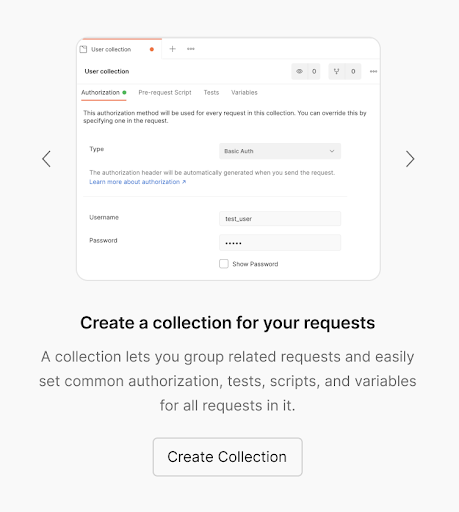 User collection
User collection 0 0
Authorization Pre-request Script Tests Variables
This authorization method will be used for every request in this collection. You can override this by
specifying one in the request.
Type Basic Auth
The authorization header will be automatically generated when you send the request.
Learn more about authorization ↗
Username test_user
Password •••••
Show Password
Create a collection for your requests
A collection lets you group related requests and easily
set common authorization, tests, scripts, and variables
for all requests in it.
Create Collection